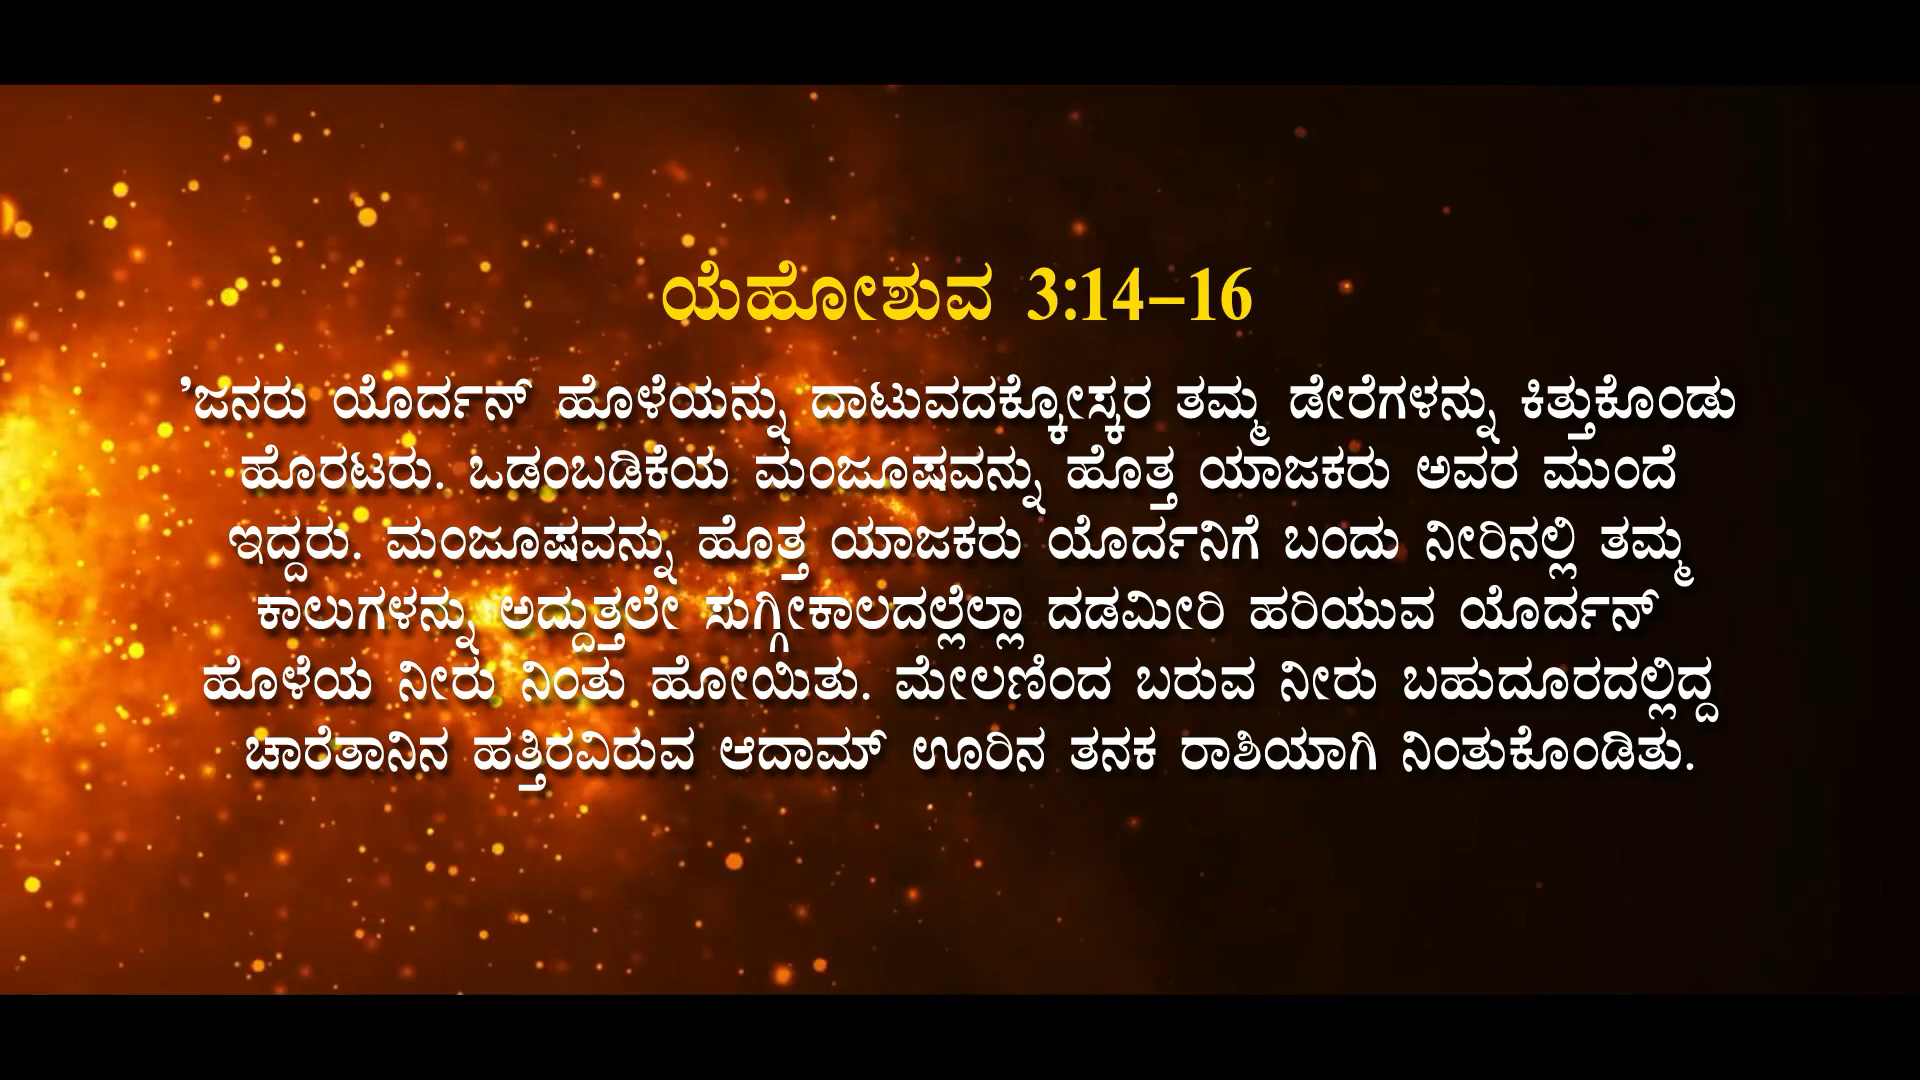 ಯೆಹೋಶುವ 3:14–16
'ಜನರು ಯೊರ್ದನ್ ಹೊಳೆಯನ್ನು ದಾಟುವದಕ್ಕೋಸ್ಕರ ತಮ್ಮ ಡೇರೆಗಳನ್ನು ಕಿತ್ತುಕೊಂಡು
ಹೊರಟರು. ಒಡಂಬಡಿಕೆಯ ಮಂಜೂಷವನ್ನು ಹೊತ್ತ ಯಾಜಕರು ಅವರ ಮುಂದೆ
ಇದ್ದರು. ಮಂಜೂಷವನ್ನು ಹೊತ್ತ ಯಾಜಕರು ಯೊರ್ದನಿಗೆ ಬಂದು ನೀರಿನಲ್ಲಿ ತಮ್ಮ
ಕಾಲುಗಳನ್ನು ಅದ್ದುತ್ತಲೇ ಸುಗ್ಗೀಕಾಲದಲ್ಲೆಲ್ಲಾ ದಡಮೀರಿ ಹರಿಯುವ ಯೊರ್ದನ್
ಹೊಳೆಯ ನೀರು ನಿಂತು ಹೋಯಿತು. ಮೇಲಣಿಂದ ಬರುವ ನೀರು ಬಹುದೂರದಲ್ಲಿದ್ದ
ಚಾರೆತಾನಿನ ಹತ್ತಿರವಿರುವ ಆದಾಮ್ ಊರಿನ ತನಕ ರಾಶಿಯಾಗಿ ನಿಂತುಕೊಂಡಿತು.